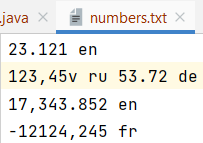 .java numbers.txt
23.121 en
123,45v ru 53.72 de
17,343.852 en
-12124,245 fr